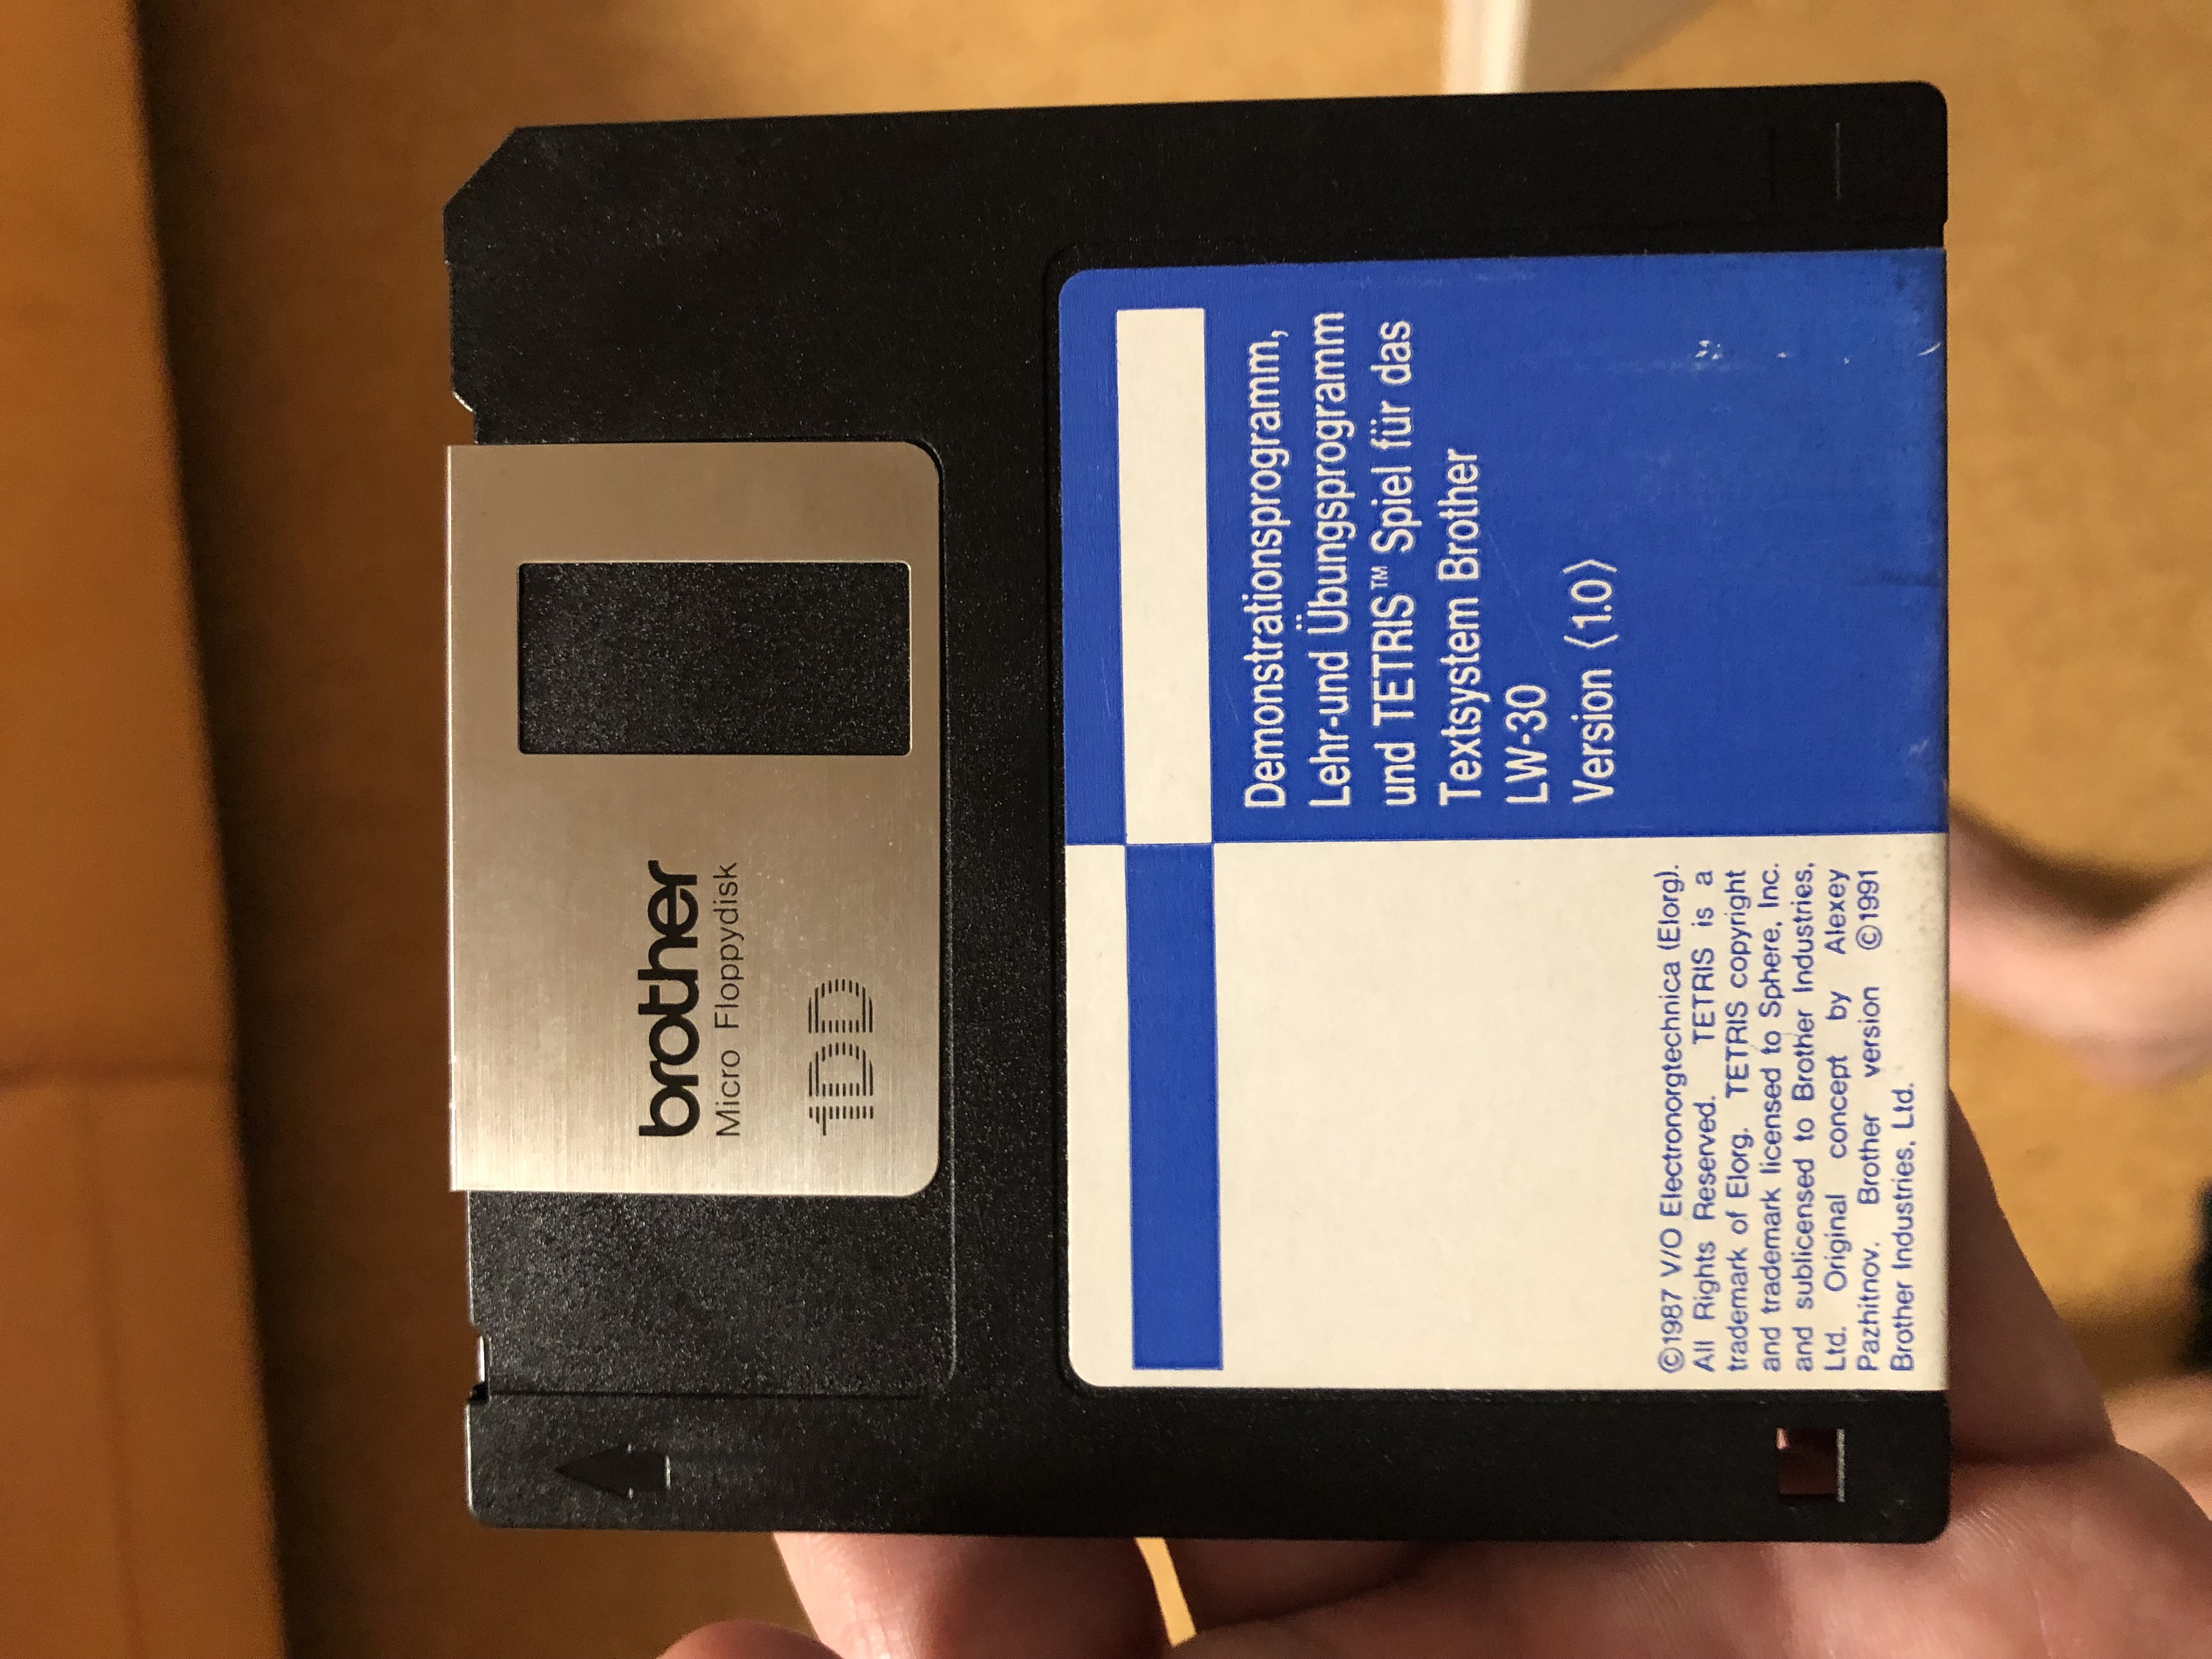 brother
Micro Floppydisk
1DD
Demonstrationsprogramm,
Lehr-und Übungsprogramm
und TETRIS™ Spiel für das
Textsystem Brother
LW-30
Version ⟨1.0⟩
©1987 V/O Electronorgtechnica (Elorg).
All Rights Reserved. TETRIS is a
trademark of Elorg. TETRIS copyright
and trademark licensed to Sphere, Inc.
and sublicensed to Brother Industries,
Ltd. Original concept by Alexey
Pazhitnov. Brother version ©1991
Brother Industries, Ltd.